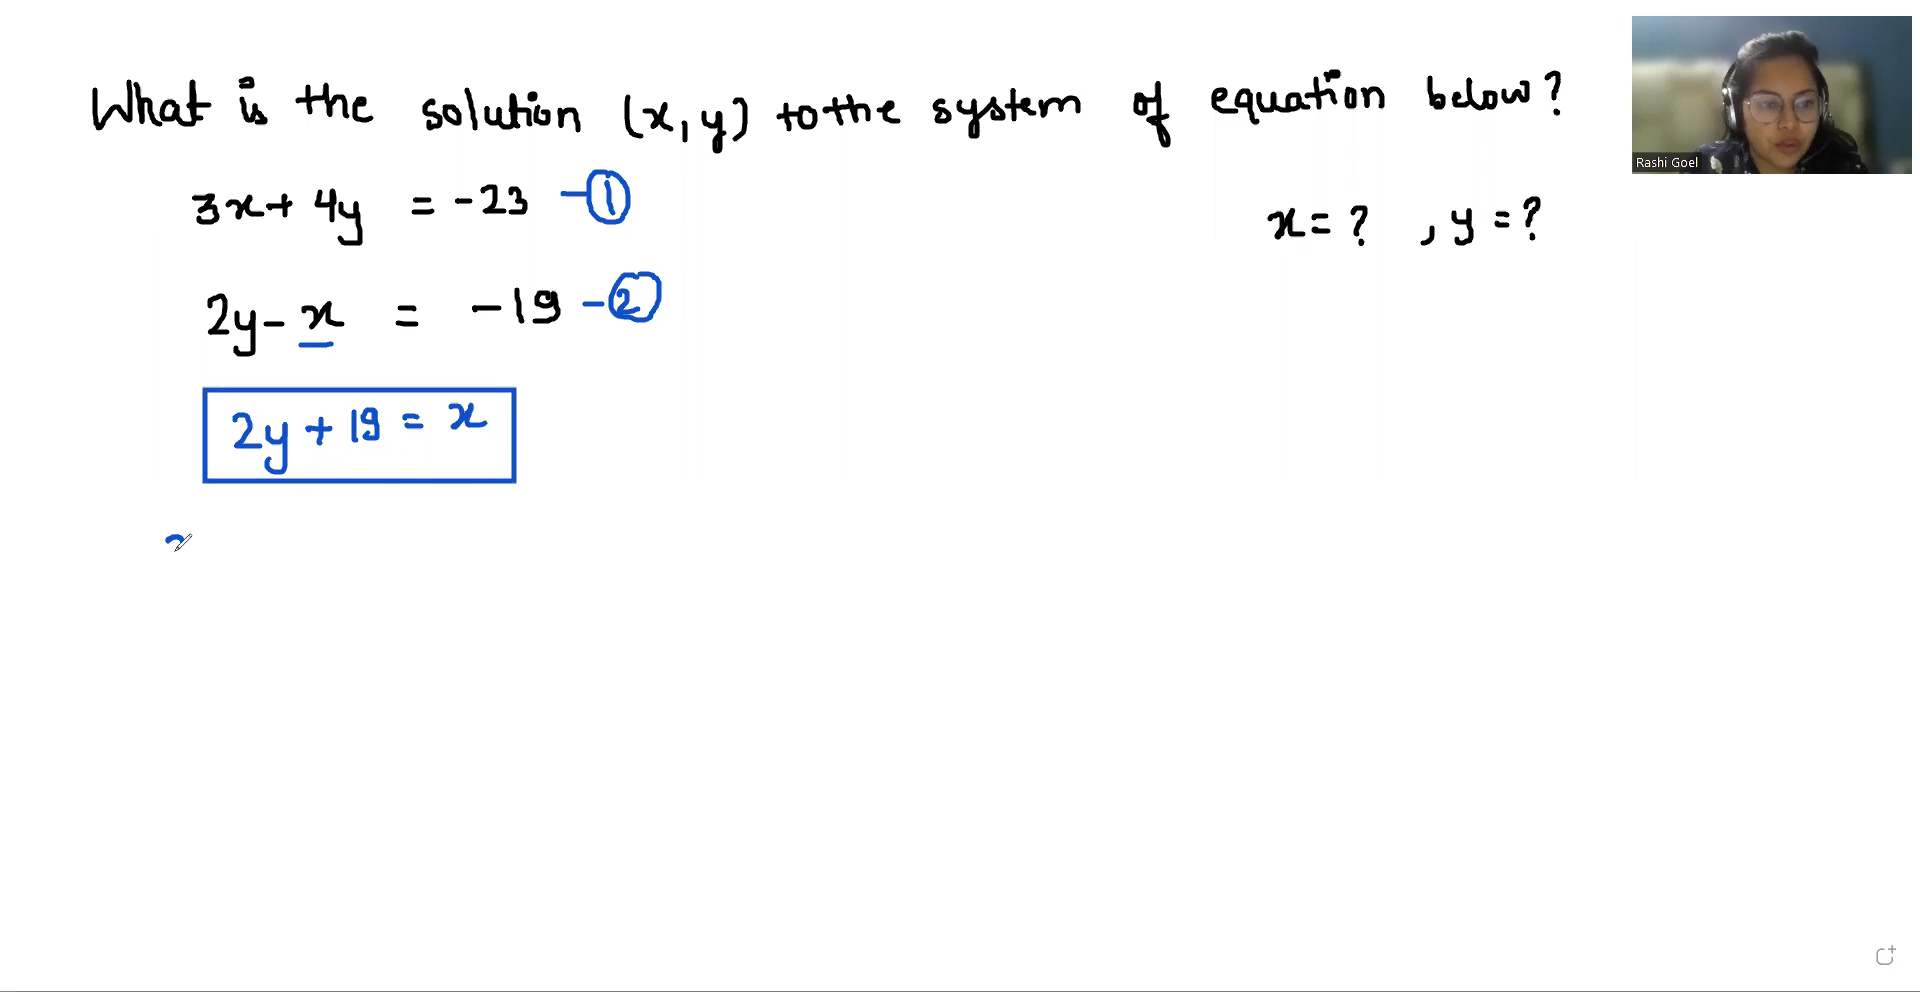 What is the solution (x,y) to the system of equation below?
Rashi Goel
3x + 4y = -23 - 1
x = ? , y = ?
2y - x = -19 - 2
2y + 19 = x